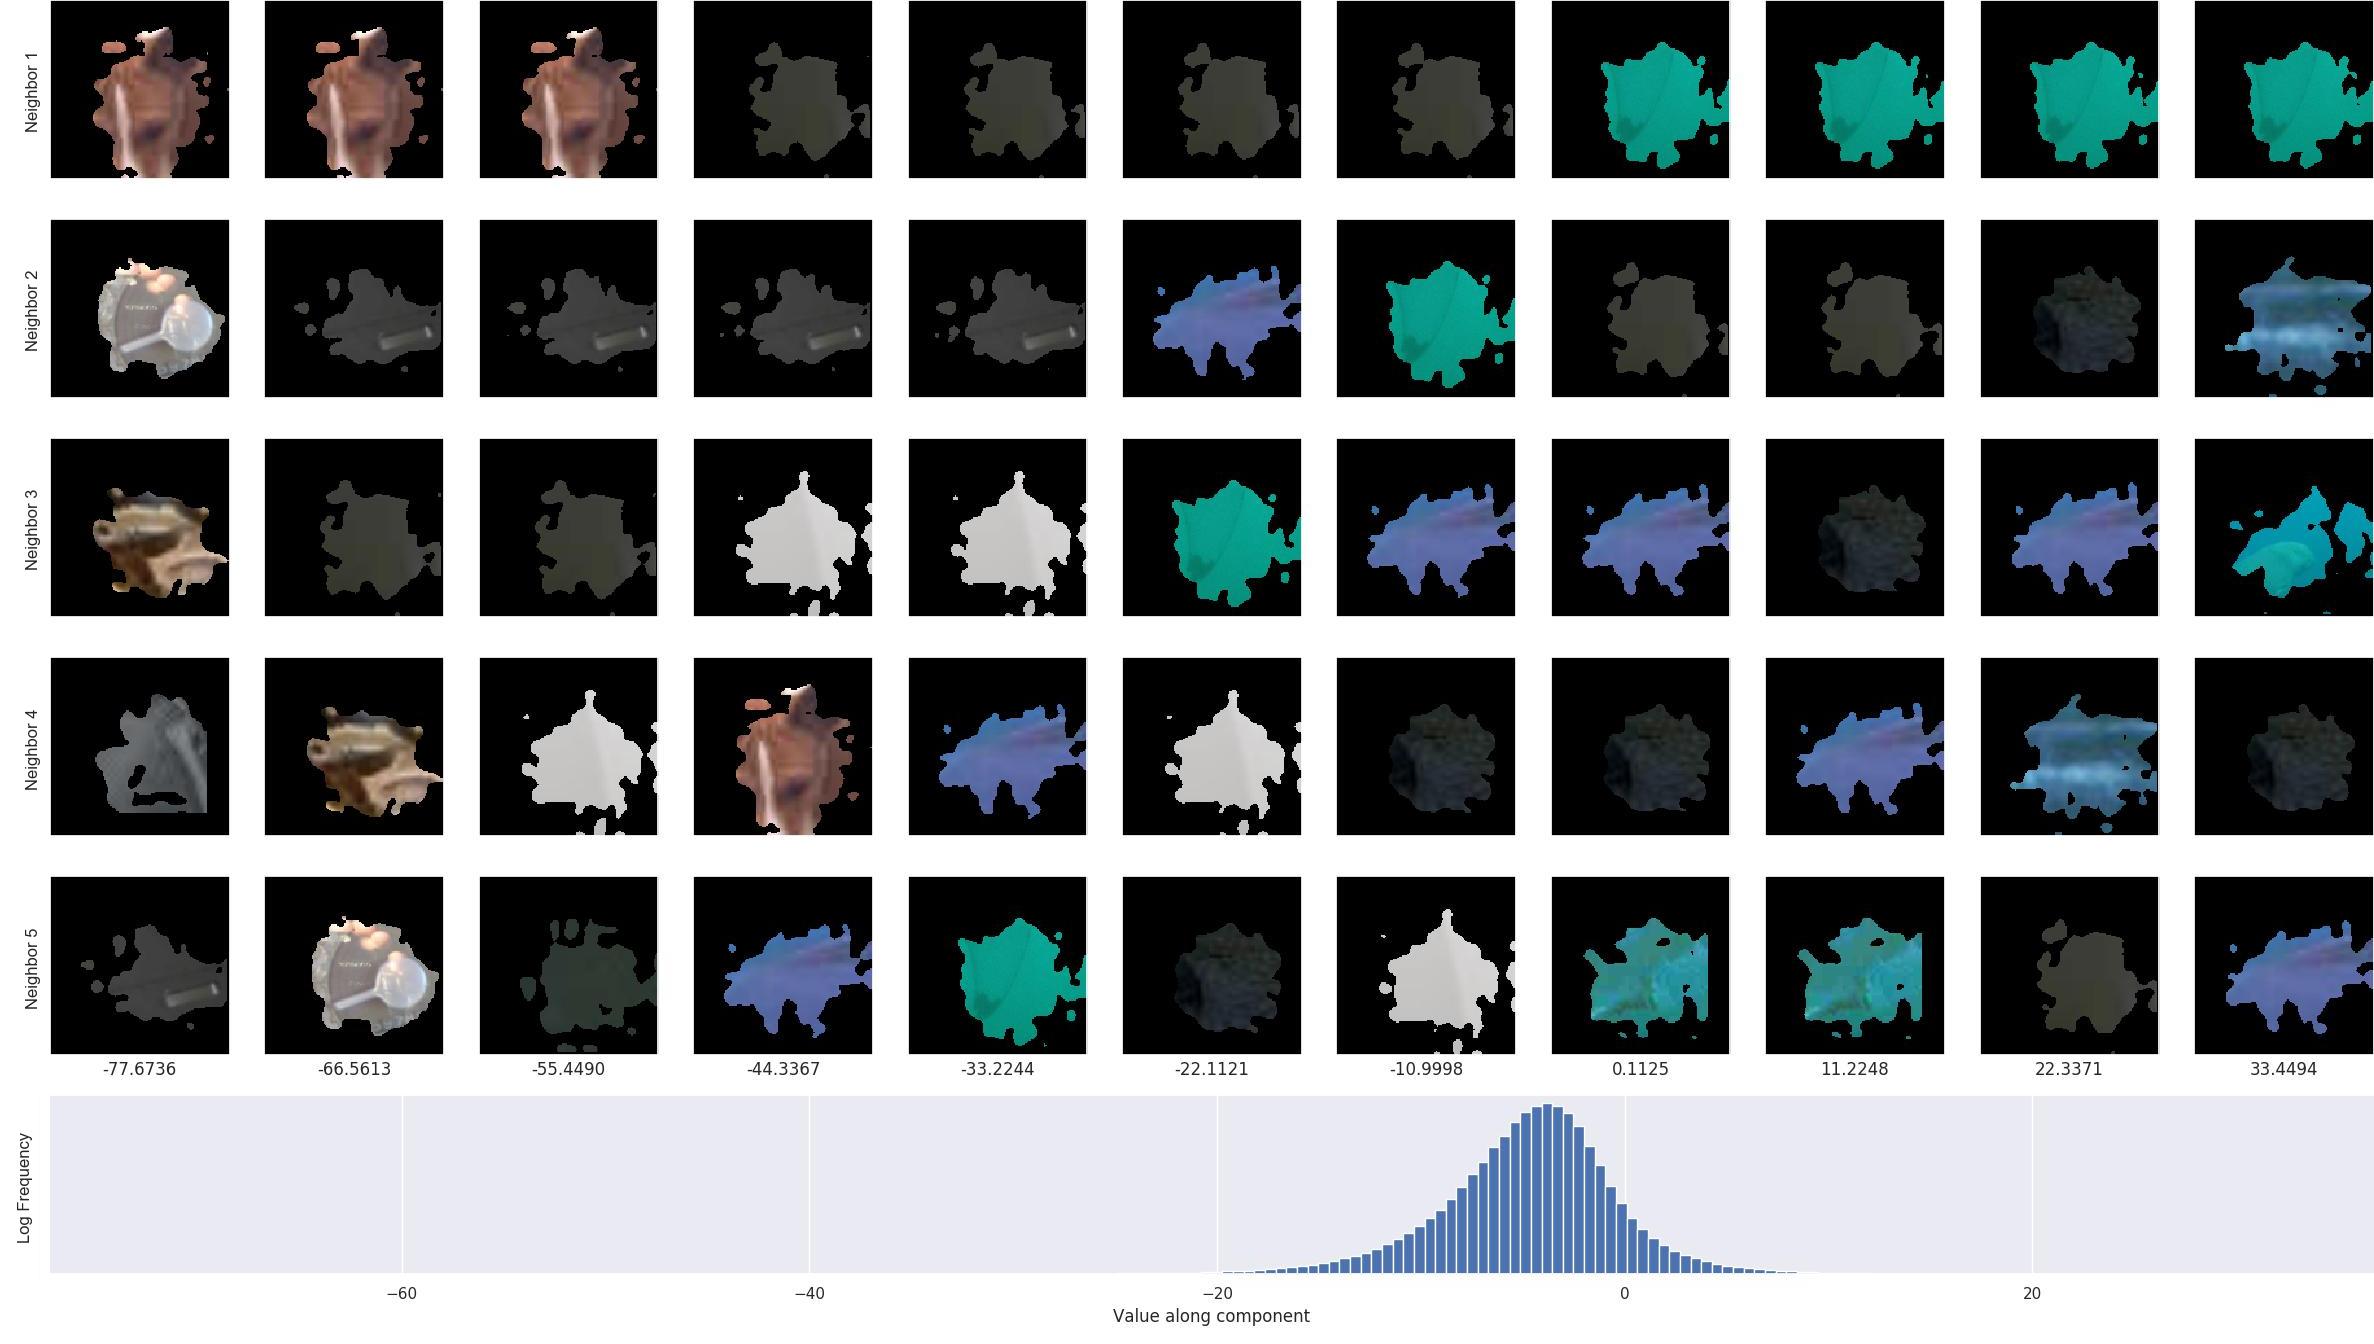 Neighbor 1
Neighbor 2
Neighbor 3
Neighbor 4
Neighbor 5
-77.6736 -66.5613 -55.4490 -44.3367 -33.2244 -22.1121 -10.9998 0.1125 11.2248 22.3371 33.4494
Log Frequency
−60 −40 −20 0 20
Value along component